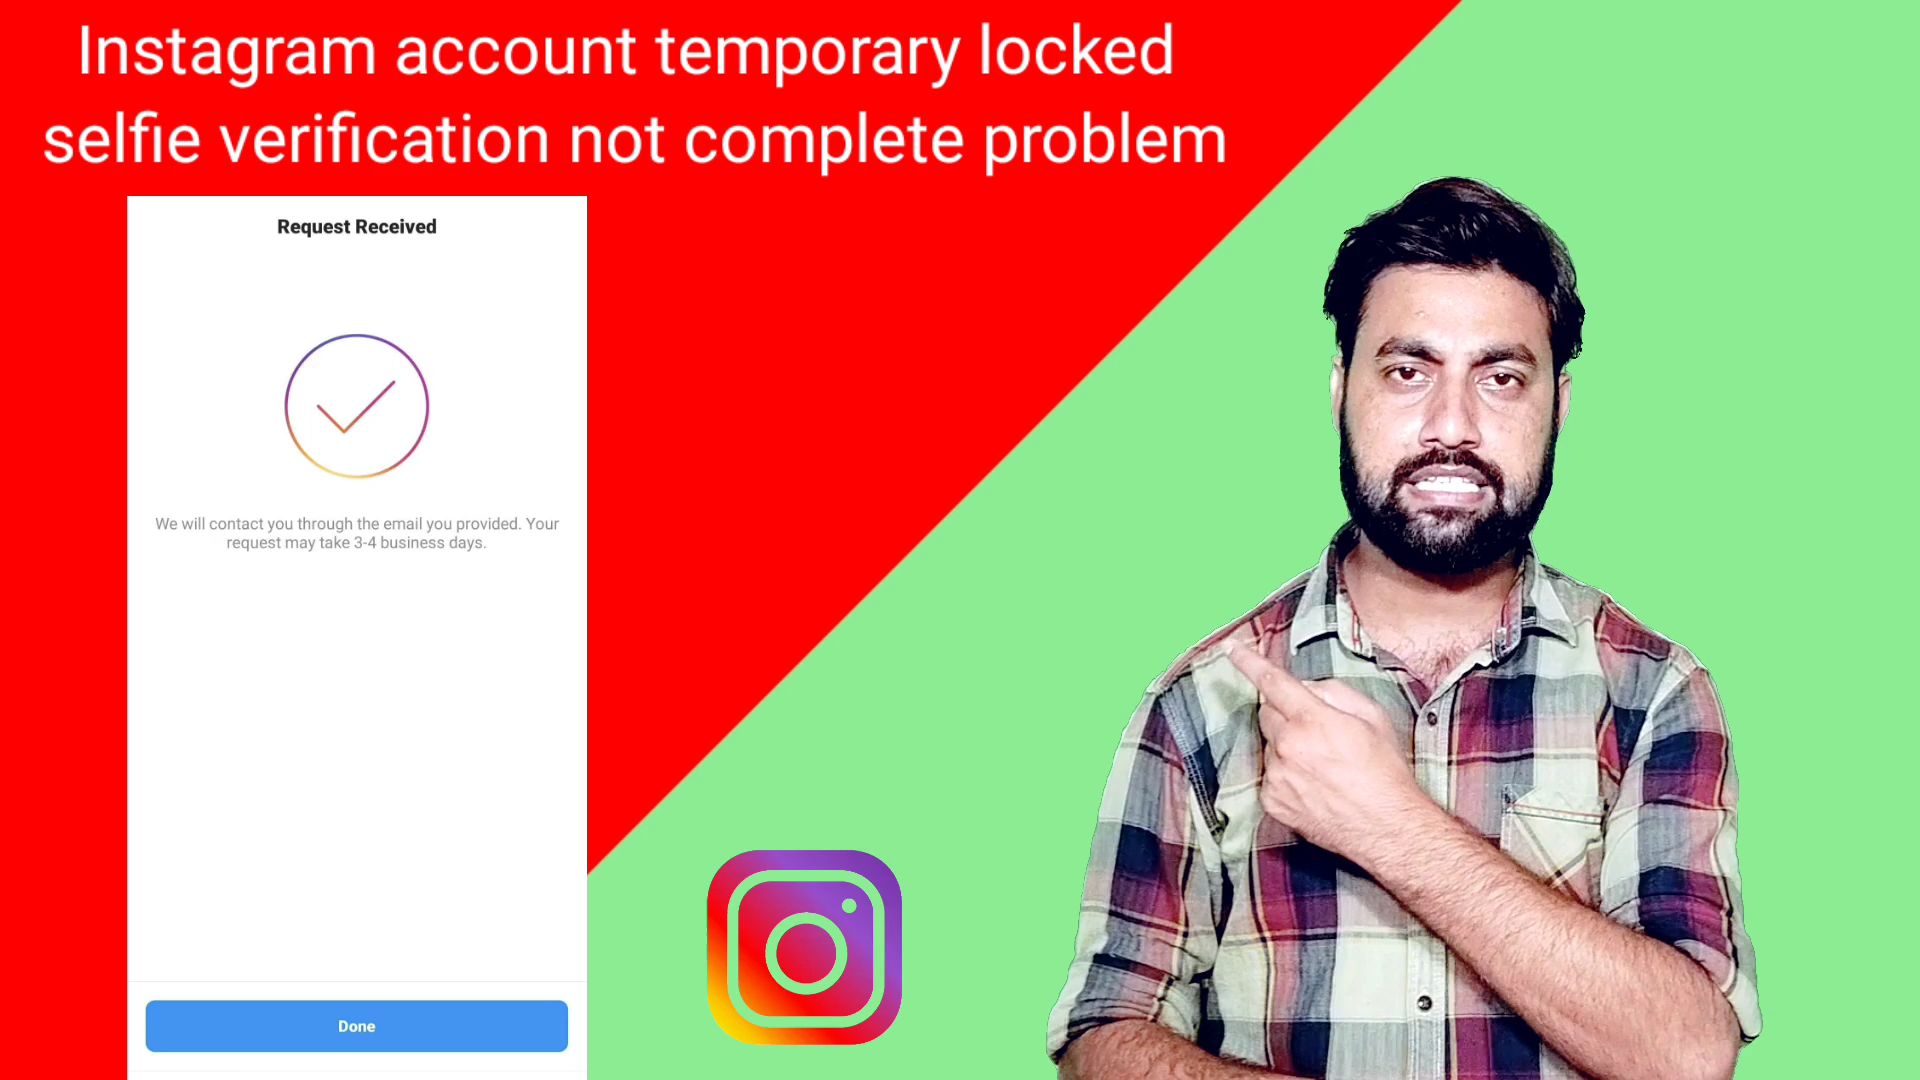 Instagram account temporary locked
selfie verification not complete problem
Request Received
We will contact you through the email you provided. Your
request may take 3-4 business days.
Done